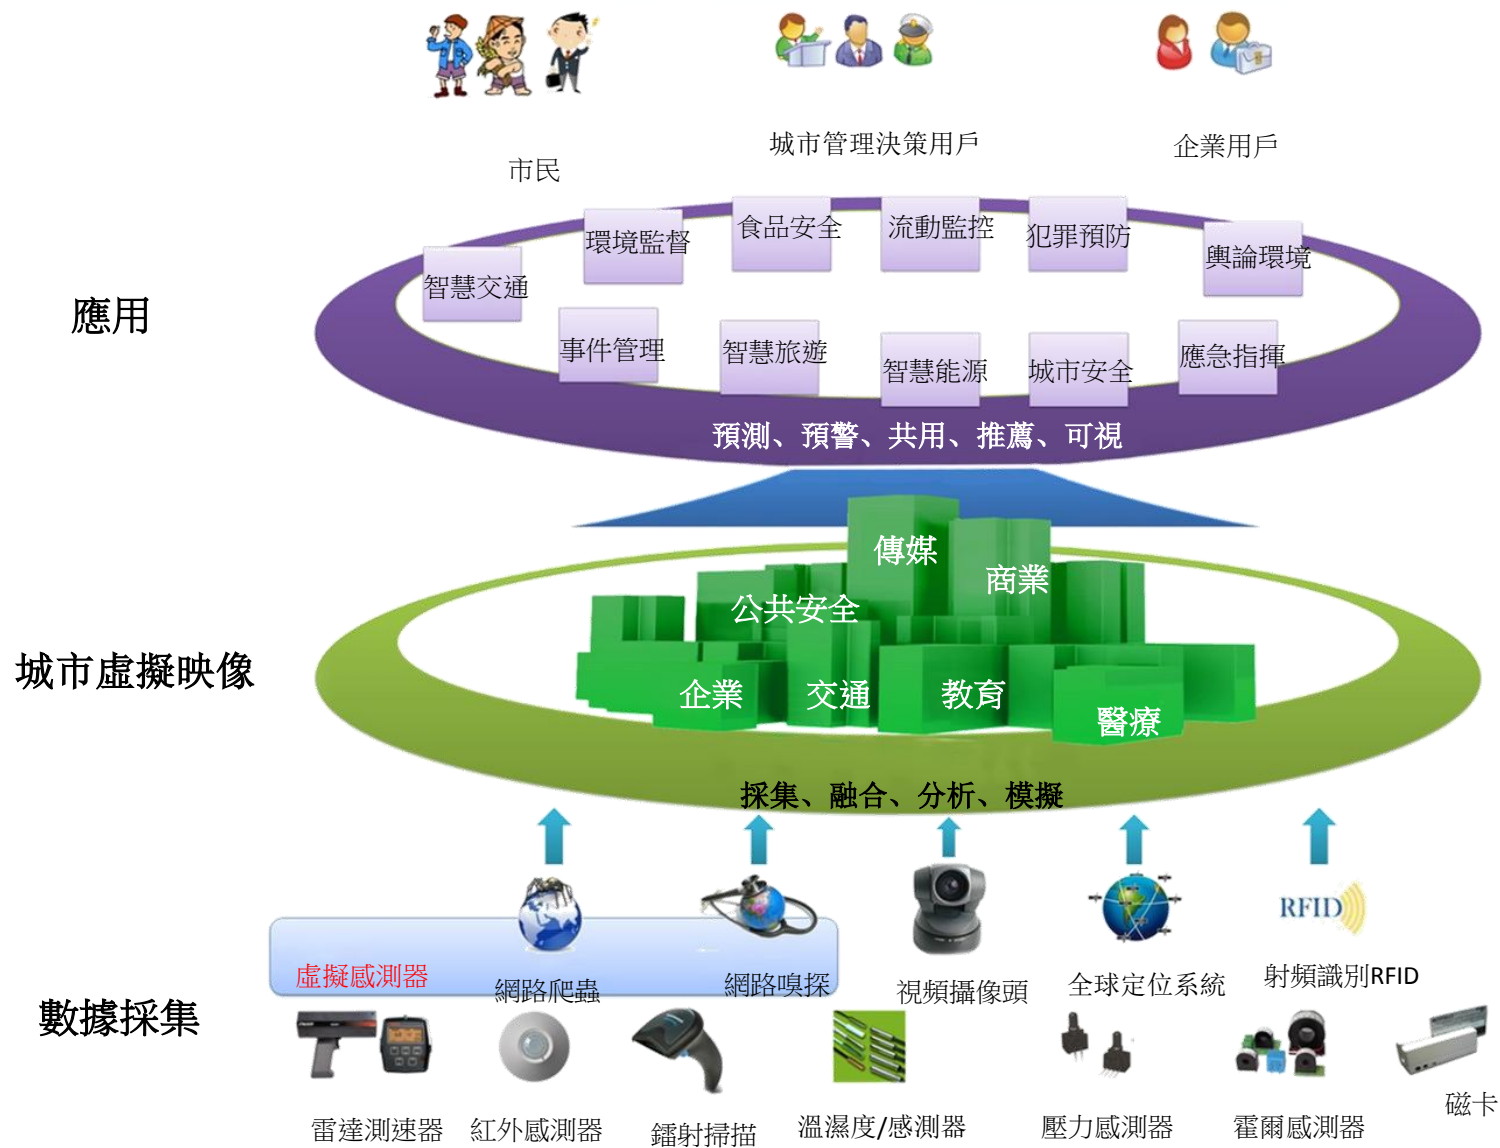 市民
城市管理決策用戶
企業用戶
應用
智慧交通
環境監督
食品安全
流動監控
犯罪預防
輿論環境
事件管理
智慧旅遊
智慧能源
城市安全
應急指揮
預測、預警、共用、推薦、可視
城市虛擬映像
傳媒
商業
公共安全
企業
交通
教育
醫療
採集、融合、分析、模擬
數據採集
虛擬感測器
網路爬蟲
網路嗅探
視頻攝像頭
全球定位系統
RFID
射頻識別RFID
雷達測速器
紅外感測器
鐳射掃描
溫濕度/感測器
壓力感測器
霍爾感測器
磁卡